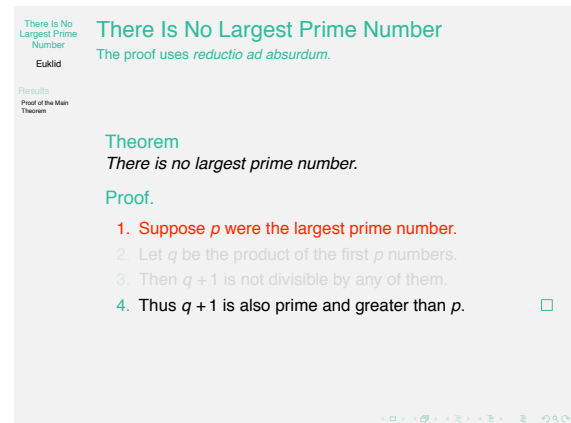 There Is No
Largest Prime
Number
Euklid
Results
Proof of the Main
Theorem
There Is No Largest Prime Number
The proof uses reductio ad absurdum.
Theorem
There is no largest prime number.
Proof.
1. Suppose p were the largest prime number.
2. Let q be the product of the first p numbers.
3. Then q + 1 is not divisible by any of them.
4. Thus q + 1 is also prime and greater than p. □